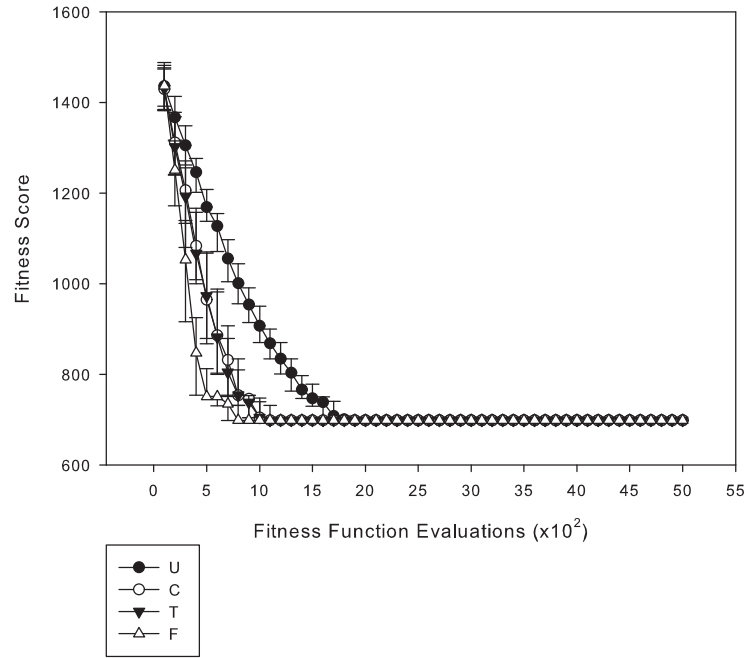 1600
1400
1200
1000
800
600
Fitness Score
0 5 10 15 20 25 30 35 40 45 50 55
Fitness Function Evaluations (x10²)
U
C
T
F